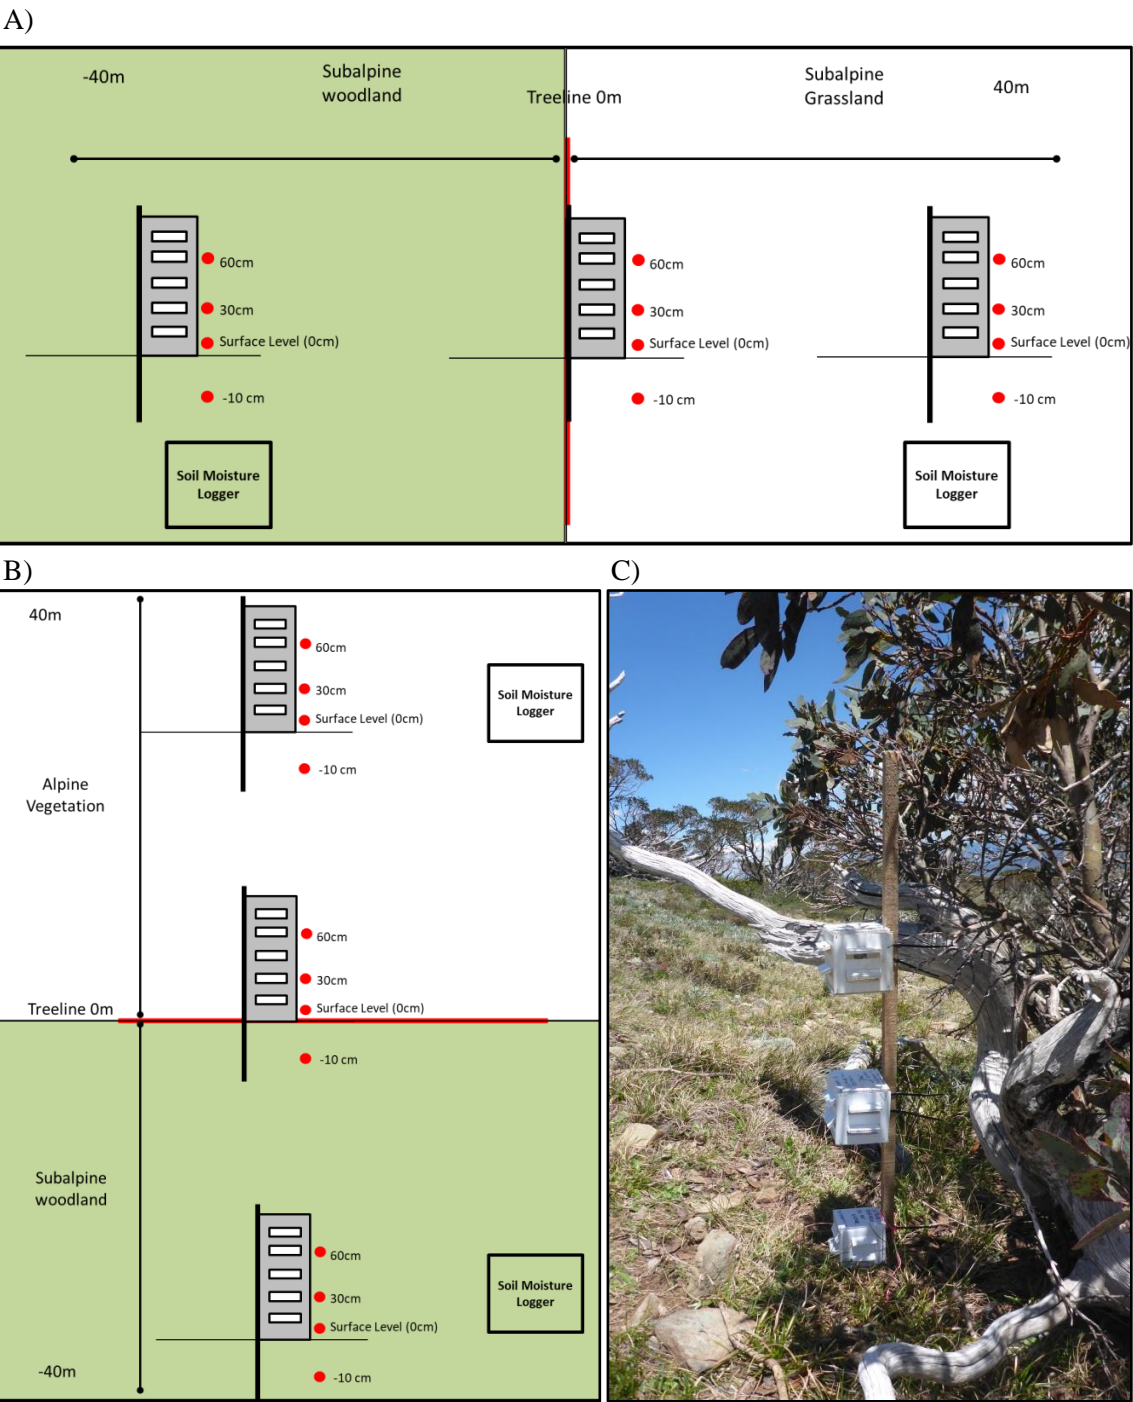 A)
-40m
Subalpine
woodland
Treeline 0m
Subalpine
Grassland
40m
60cm
30cm
Surface Level (0cm)
-10 cm
Soil Moisture
Logger
60cm
30cm
Surface Level (0cm)
-10 cm
60cm
30cm
Surface Level (0cm)
-10 cm
Soil Moisture
Logger
B)
40m
60cm
30cm
Surface Level (0cm)
-10 cm
Soil Moisture
Logger
Alpine
Vegetation
60cm
30cm
Surface Level (0cm)
Treeline 0m
-10 cm
Subalpine
woodland
60cm
30cm
Surface Level (0cm)
-10 cm
Soil Moisture
Logger
-40m
C)